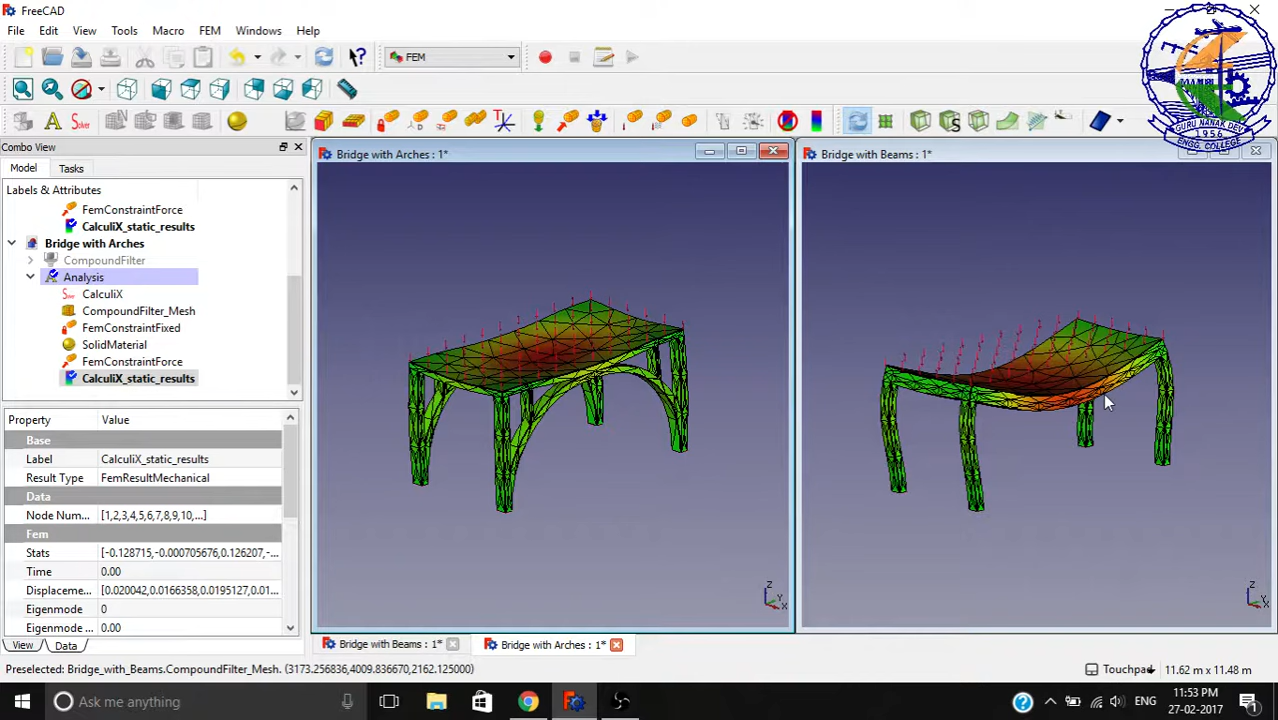 FreeCAD
File Edit View Tools Macro FEM Windows Help
FEM
Combo View
Model Tasks
Labels & Attributes
FemConstraintForce
CalculiX_static_results
Bridge with Arches
CompoundFilter
Analysis
CalculiX
CompoundFilter_Mesh
FemConstraintFixed
SolidMaterial
FemConstraintForce
CalculiX_static_results
Property Value
Base
Label CalculiX_static_results
Result Type FemResultMechanical
Data
Node Num... [1,2,3,4,5,6,7,8,9,10,...]
Fem
Stats [-0.128715,-0.000705676,0.126207,-...
Time 0.00
Displaceme... [0.020042,0.0166358,0.0195127,0.01...
Eigenmode 0
Eigenmode ... 0.00
View Data
Bridge with Arches : 1*
Z
Y
X
Bridge with Beams : 1*
Z
Y
X
GURU NANAK DEV
1956
ENGG. COLLEGE
Bridge with Beams : 1* Bridge with Arches : 1*
Preselected: Bridge_with_Beams.CompoundFilter_Mesh. (3173.256836,4009.836670,2162.125000)
Touchpad 11.62 m x 11.48 m
Ask me anything
ENG
11:53 PM
27-02-2017